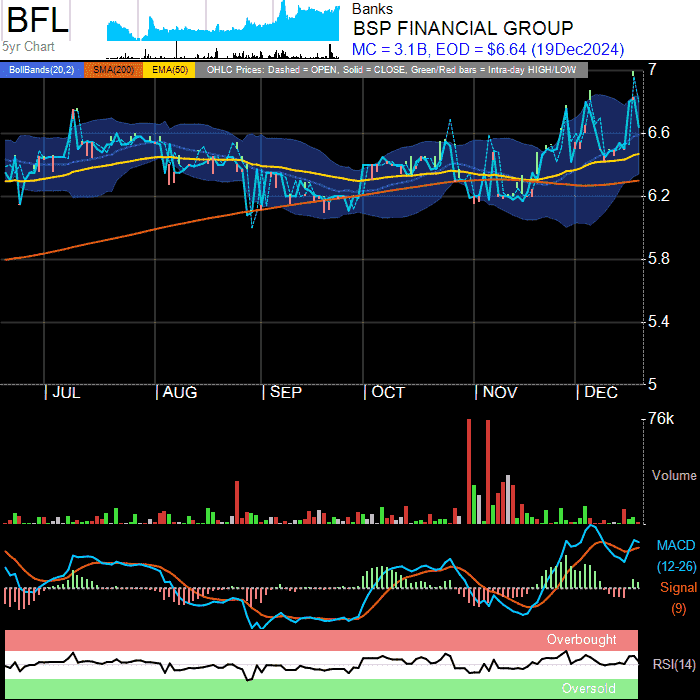 BFL
5yr Chart
Banks
BSP FINANCIAL GROUP
MC = 3.1B, EOD = $6.64 (19Dec2024)
BollBands(20,2) SMA(200) EMA(50) OHLC Prices: Dashed = OPEN, Solid = CLOSE, Green/Red bars = Intra-day HIGH/LOW
7
6.6
6.2
5.8
5.4
5
| JUL | AUG | SEP | OCT | NOV | DEC
76k
Volume
MACD
(12-26)
Signal
(9)
Overbought
RSI(14)
Oversold